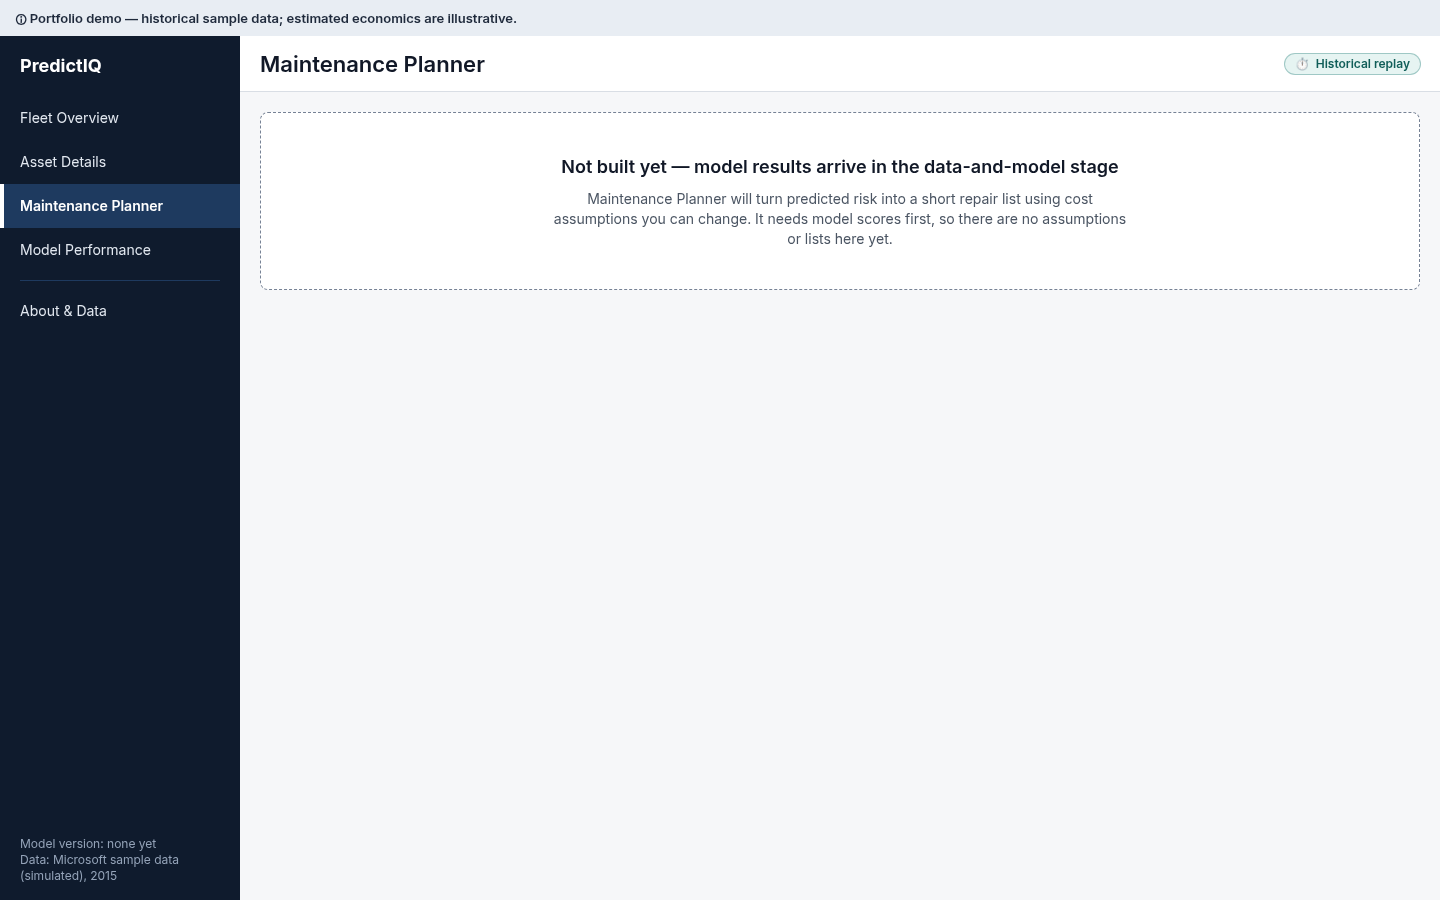 ⓘ Portfolio demo — historical sample data; estimated economics are illustrative.
PredictIQ
Fleet Overview
Asset Details
Maintenance Planner
Model Performance
About & Data
Model version: none yet
Data: Microsoft sample data
(simulated), 2015
Maintenance Planner
⏱️ Historical replay
Not built yet — model results arrive in the data-and-model stage
Maintenance Planner will turn predicted risk into a short repair list using cost
assumptions you can change. It needs model scores first, so there are no assumptions
or lists here yet.